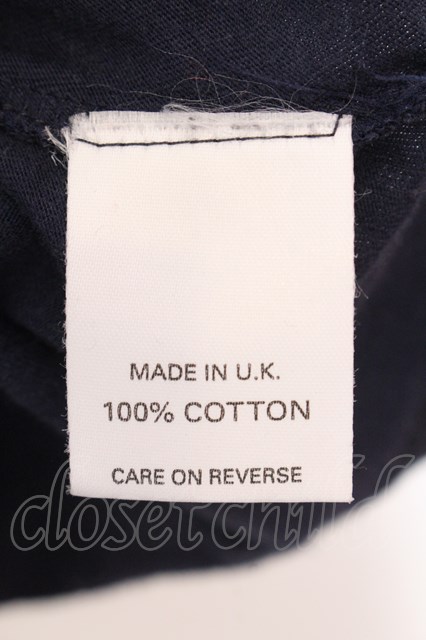 MADE IN U.K.
100% COTTON
CARE ON REVERSE
closet child